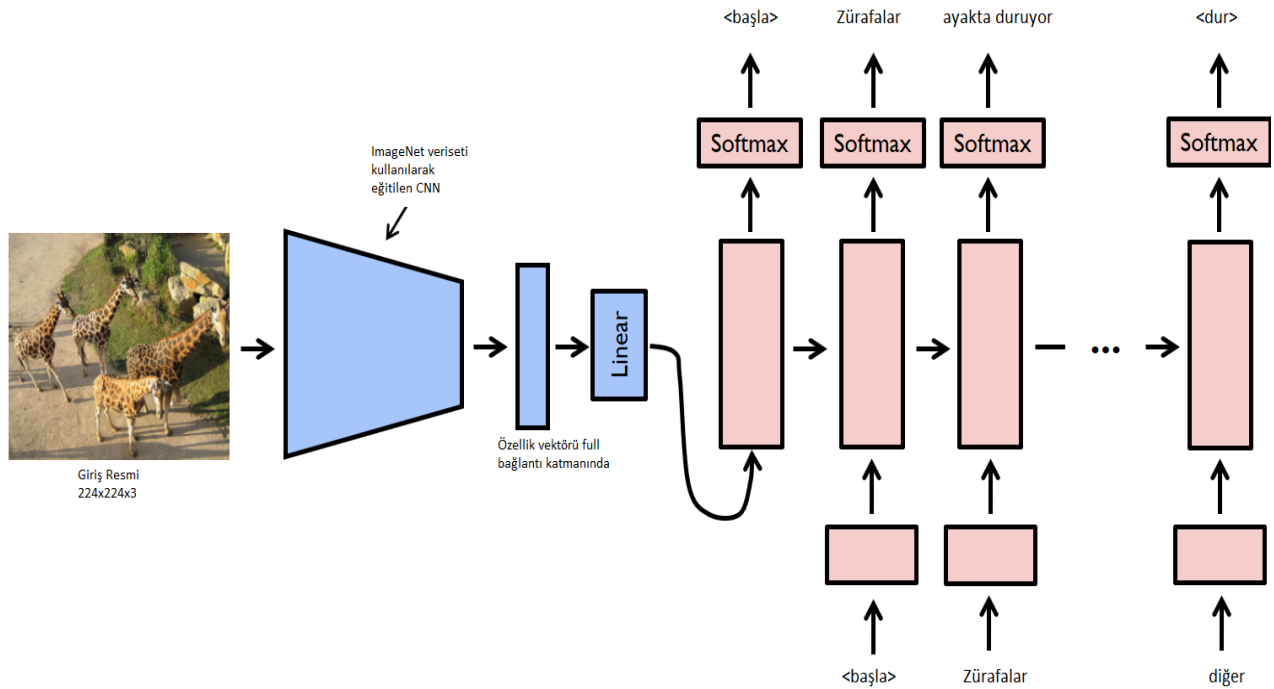 <başla>
Zürafalar
ayakta duruyor
<dur>
Softmax
Softmax
Softmax
Softmax
ImageNet veriseti
kullanılarak
eğitilen CNN
Linear
...
Özellik vektörü full
bağlantı katmanında
Giriş Resmi
224x224x3
<başla>
Zürafalar
diğer